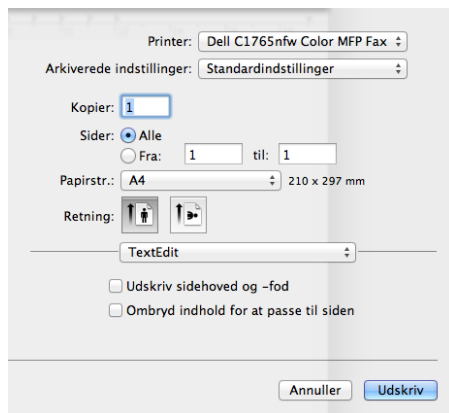 Printer: Dell C1765nfw Color MFP Fax
Arkiverede indstillinger: Standardindstillinger
Kopier: 1
Sider: Alle
Fra: 1 til: 1
Papirstr.: A4 210 x 297 mm
Retning:
TextEdit
Udskriv sidehoved og -fod
Ombryd indhold for at passe til siden
Annuller Udskriv